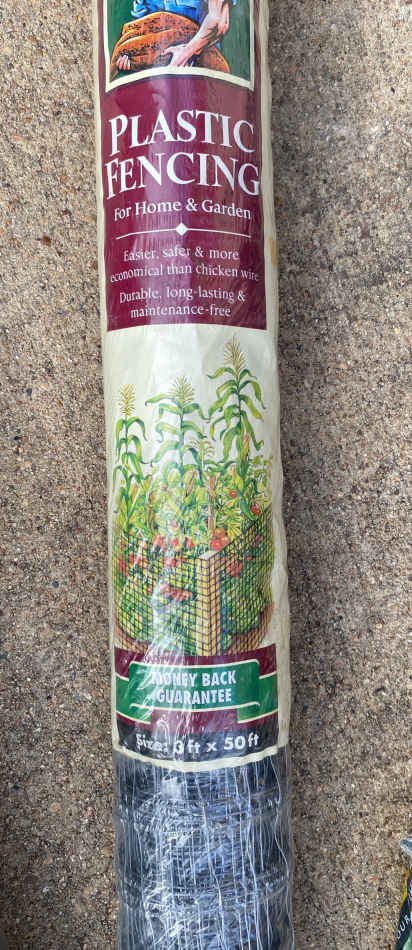 PLASTIC
FENCING
For Home & Garden
Easier, safer & more
economical than chicken wire
Durable, long-lasting &
maintenance-free
MONEY BACK
GUARANTEE
Size: 3 ft x 50 ft